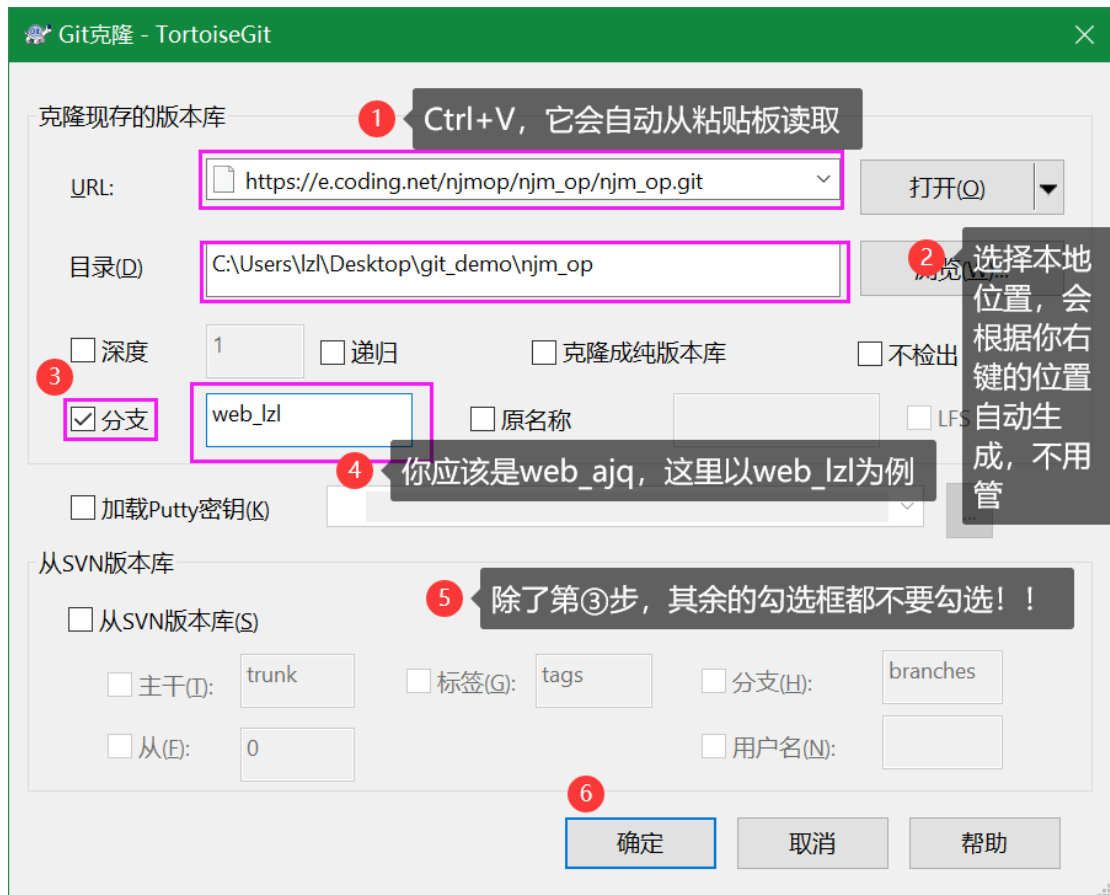 Git克隆 - TortoiseGit
克隆现存的版本库
1 Ctrl+V，它会自动从粘贴板读取
URL:
https://e.coding.net/njmop/njm_op/njm_op.git
打开(O)
目录(D)
C:\Users\lzl\Desktop\git_demo\njm_op
浏览(W)...
2 选择本地
位置，会
根据你右
键的位置
自动生
成，不用
管
深度
1
递归
克隆成纯版本库
不检出
3
分支
web_lzl
原名称
LFS
4 你应该是web_ajq，这里以web_lzl为例
加载Putty密钥(K)
...
从SVN版本库
5 除了第③步，其余的勾选框都不要勾选！！
从SVN版本库(S)
主干(T):
trunk
标签(G):
tags
分支(H):
branches
从(F):
0
用户名(N):
6
确定
取消
帮助